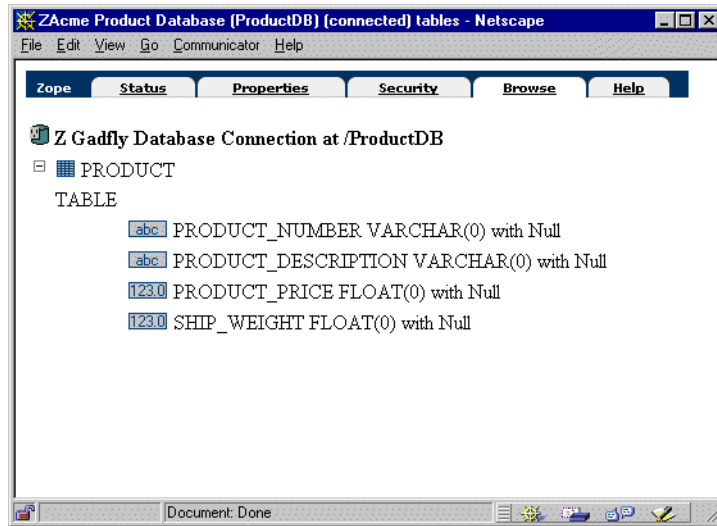 ZAcme Product Database (ProductDB) (connected) tables - Netscape
File Edit View Go Communicator Help
Zope Status Properties Security Browse Help
Z Gadfly Database Connection at /ProductDB
PRODUCT
TABLE
abc PRODUCT_NUMBER VARCHAR(0) with Null
abc PRODUCT_DESCRIPTION VARCHAR(0) with Null
123.0 PRODUCT_PRICE FLOAT(0) with Null
123.0 SHIP_WEIGHT FLOAT(0) with Null
Document: Done